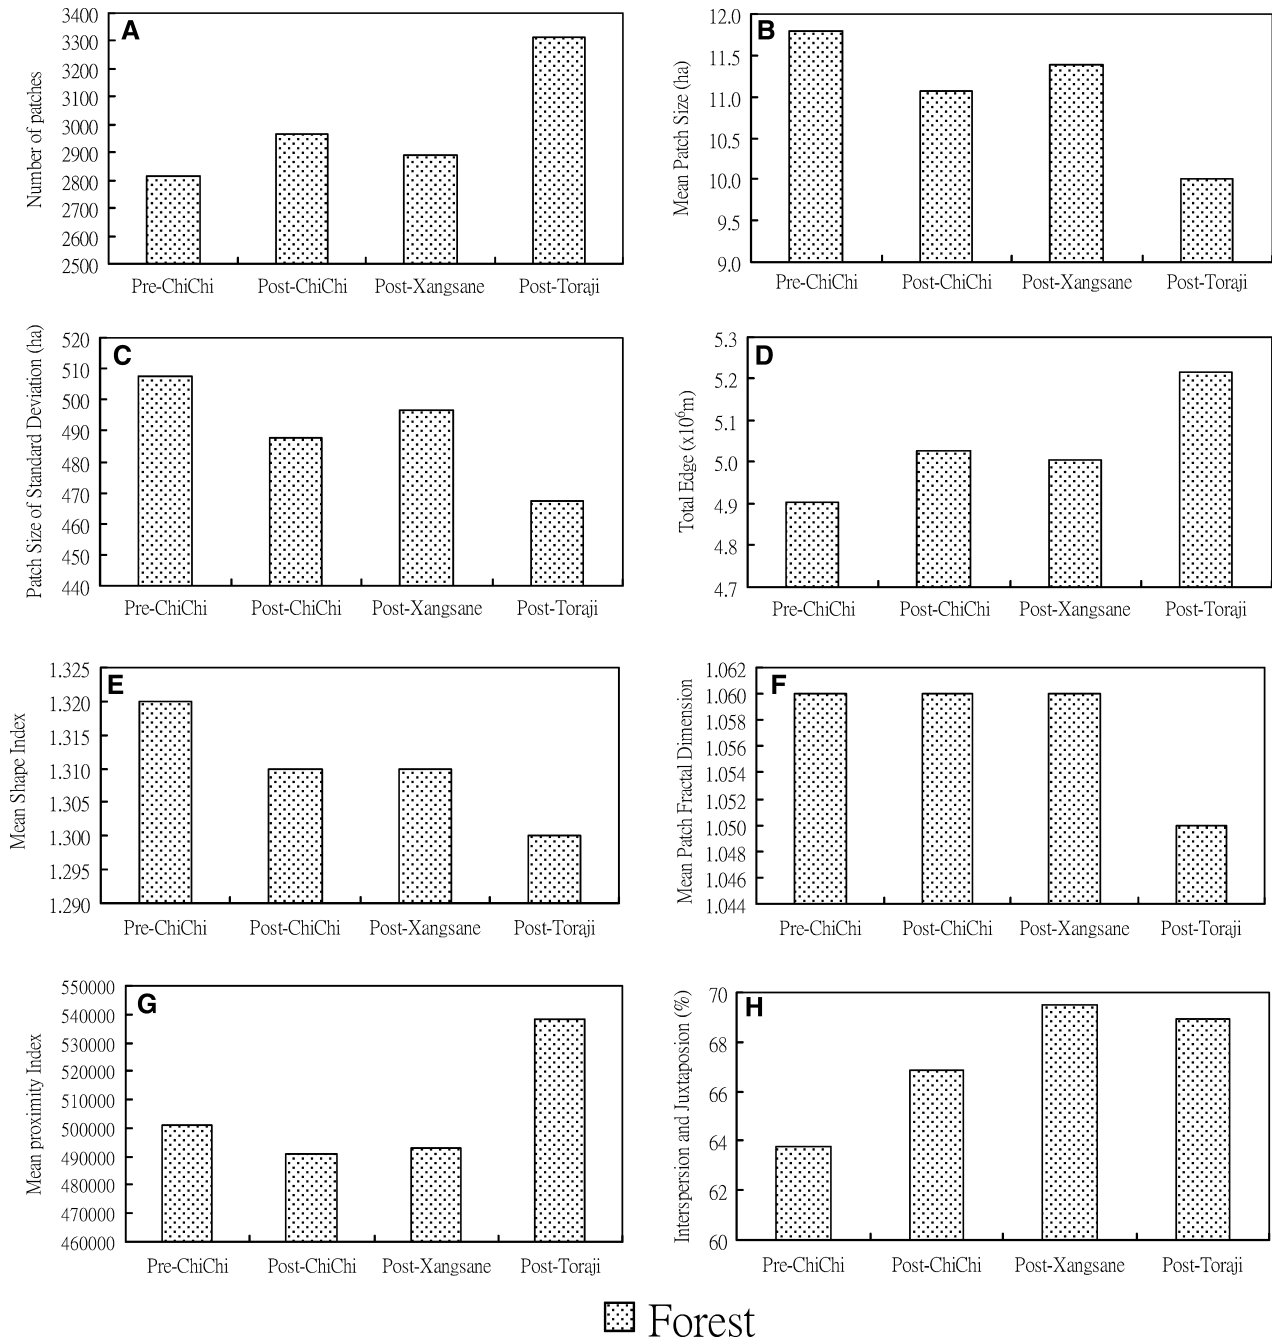 A
Number of patches
3400
3300
3200
3100
3000
2900
2800
2700
2600
2500
Pre-ChiChi Post-ChiChi Post-Xangsane Post-Toraji
B
Mean Patch Size (ha)
12.0
11.5
11.0
10.5
10.0
9.5
9.0
Pre-ChiChi Post-ChiChi Post-Xangsane Post-Toraji
C
Patch Size of Standard Deviation (ha)
520
510
500
490
480
470
460
450
440
Pre-ChiChi Post-ChiChi Post-Xangsane Post-Toraji
D
Total Edge (x10⁶m)
5.3
5.2
5.1
5.0
4.9
4.8
4.7
Pre-ChiChi Post-ChiChi Post-Xangsane Post-Toraji
E
Mean Shape Index
1.325
1.320
1.315
1.310
1.305
1.300
1.295
1.290
Pre-ChiChi Post-ChiChi Post-Xangsane Post-Toraji
F
Mean Patch Fractal Dimension
1.062
1.060
1.058
1.056
1.054
1.052
1.050
1.048
1.046
1.044
Pre-ChiChi Post-ChiChi Post-Xangsane Post-Toraji
G
Mean proximity Index
550000
540000
530000
520000
510000
500000
490000
480000
470000
460000
Pre-ChiChi Post-ChiChi Post-Xangsane Post-Toraji
H
Interspersion and Juxtaposion (%)
70
68
66
64
62
60
Pre-ChiChi Post-ChiChi Post-Xangsane Post-Toraji
Forest